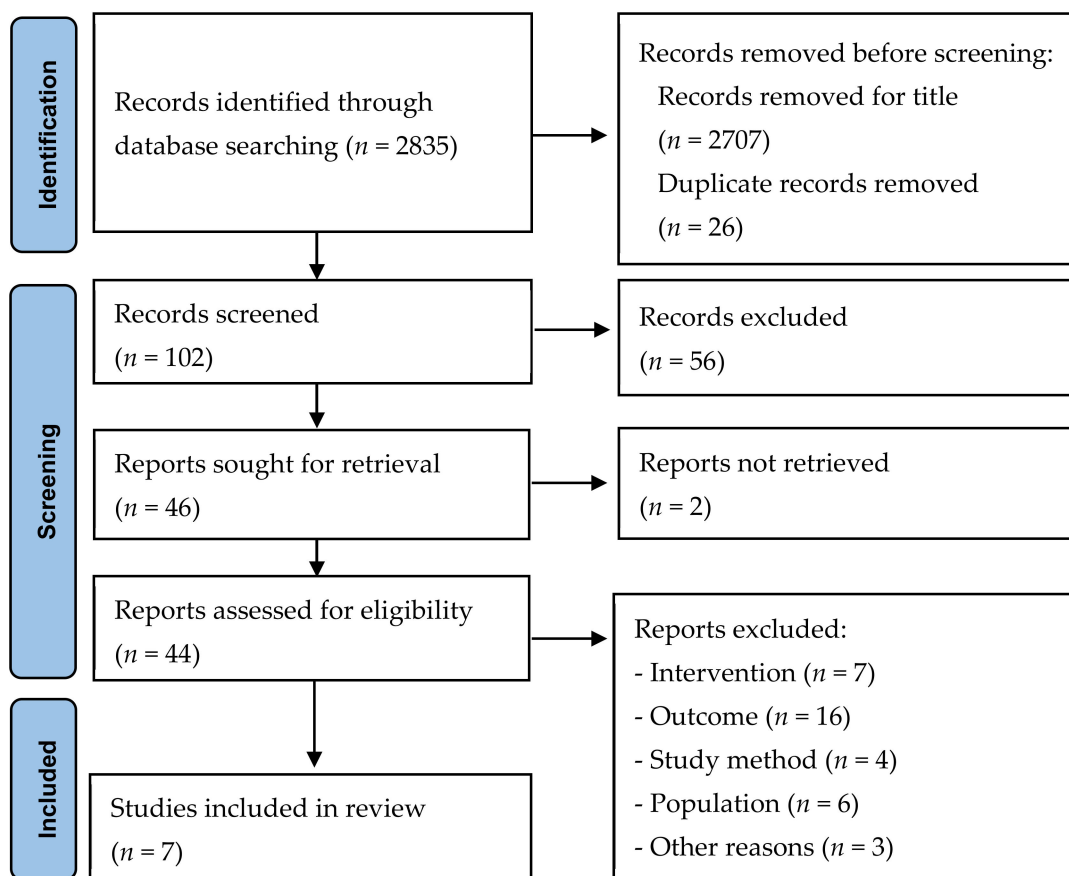 Identification
Records identified through
database searching (n = 2835)
Records removed before screening:
Records removed for title
(n = 2707)
Duplicate records removed
(n = 26)
Screening
Records screened
(n = 102)
Records excluded
(n = 56)
Reports sought for retrieval
(n = 46)
Reports not retrieved
(n = 2)
Reports assessed for eligibility
(n = 44)
Reports excluded:
- Intervention (n = 7)
- Outcome (n = 16)
- Study method (n = 4)
- Population (n = 6)
- Other reasons (n = 3)
Included
Studies included in review
(n = 7)